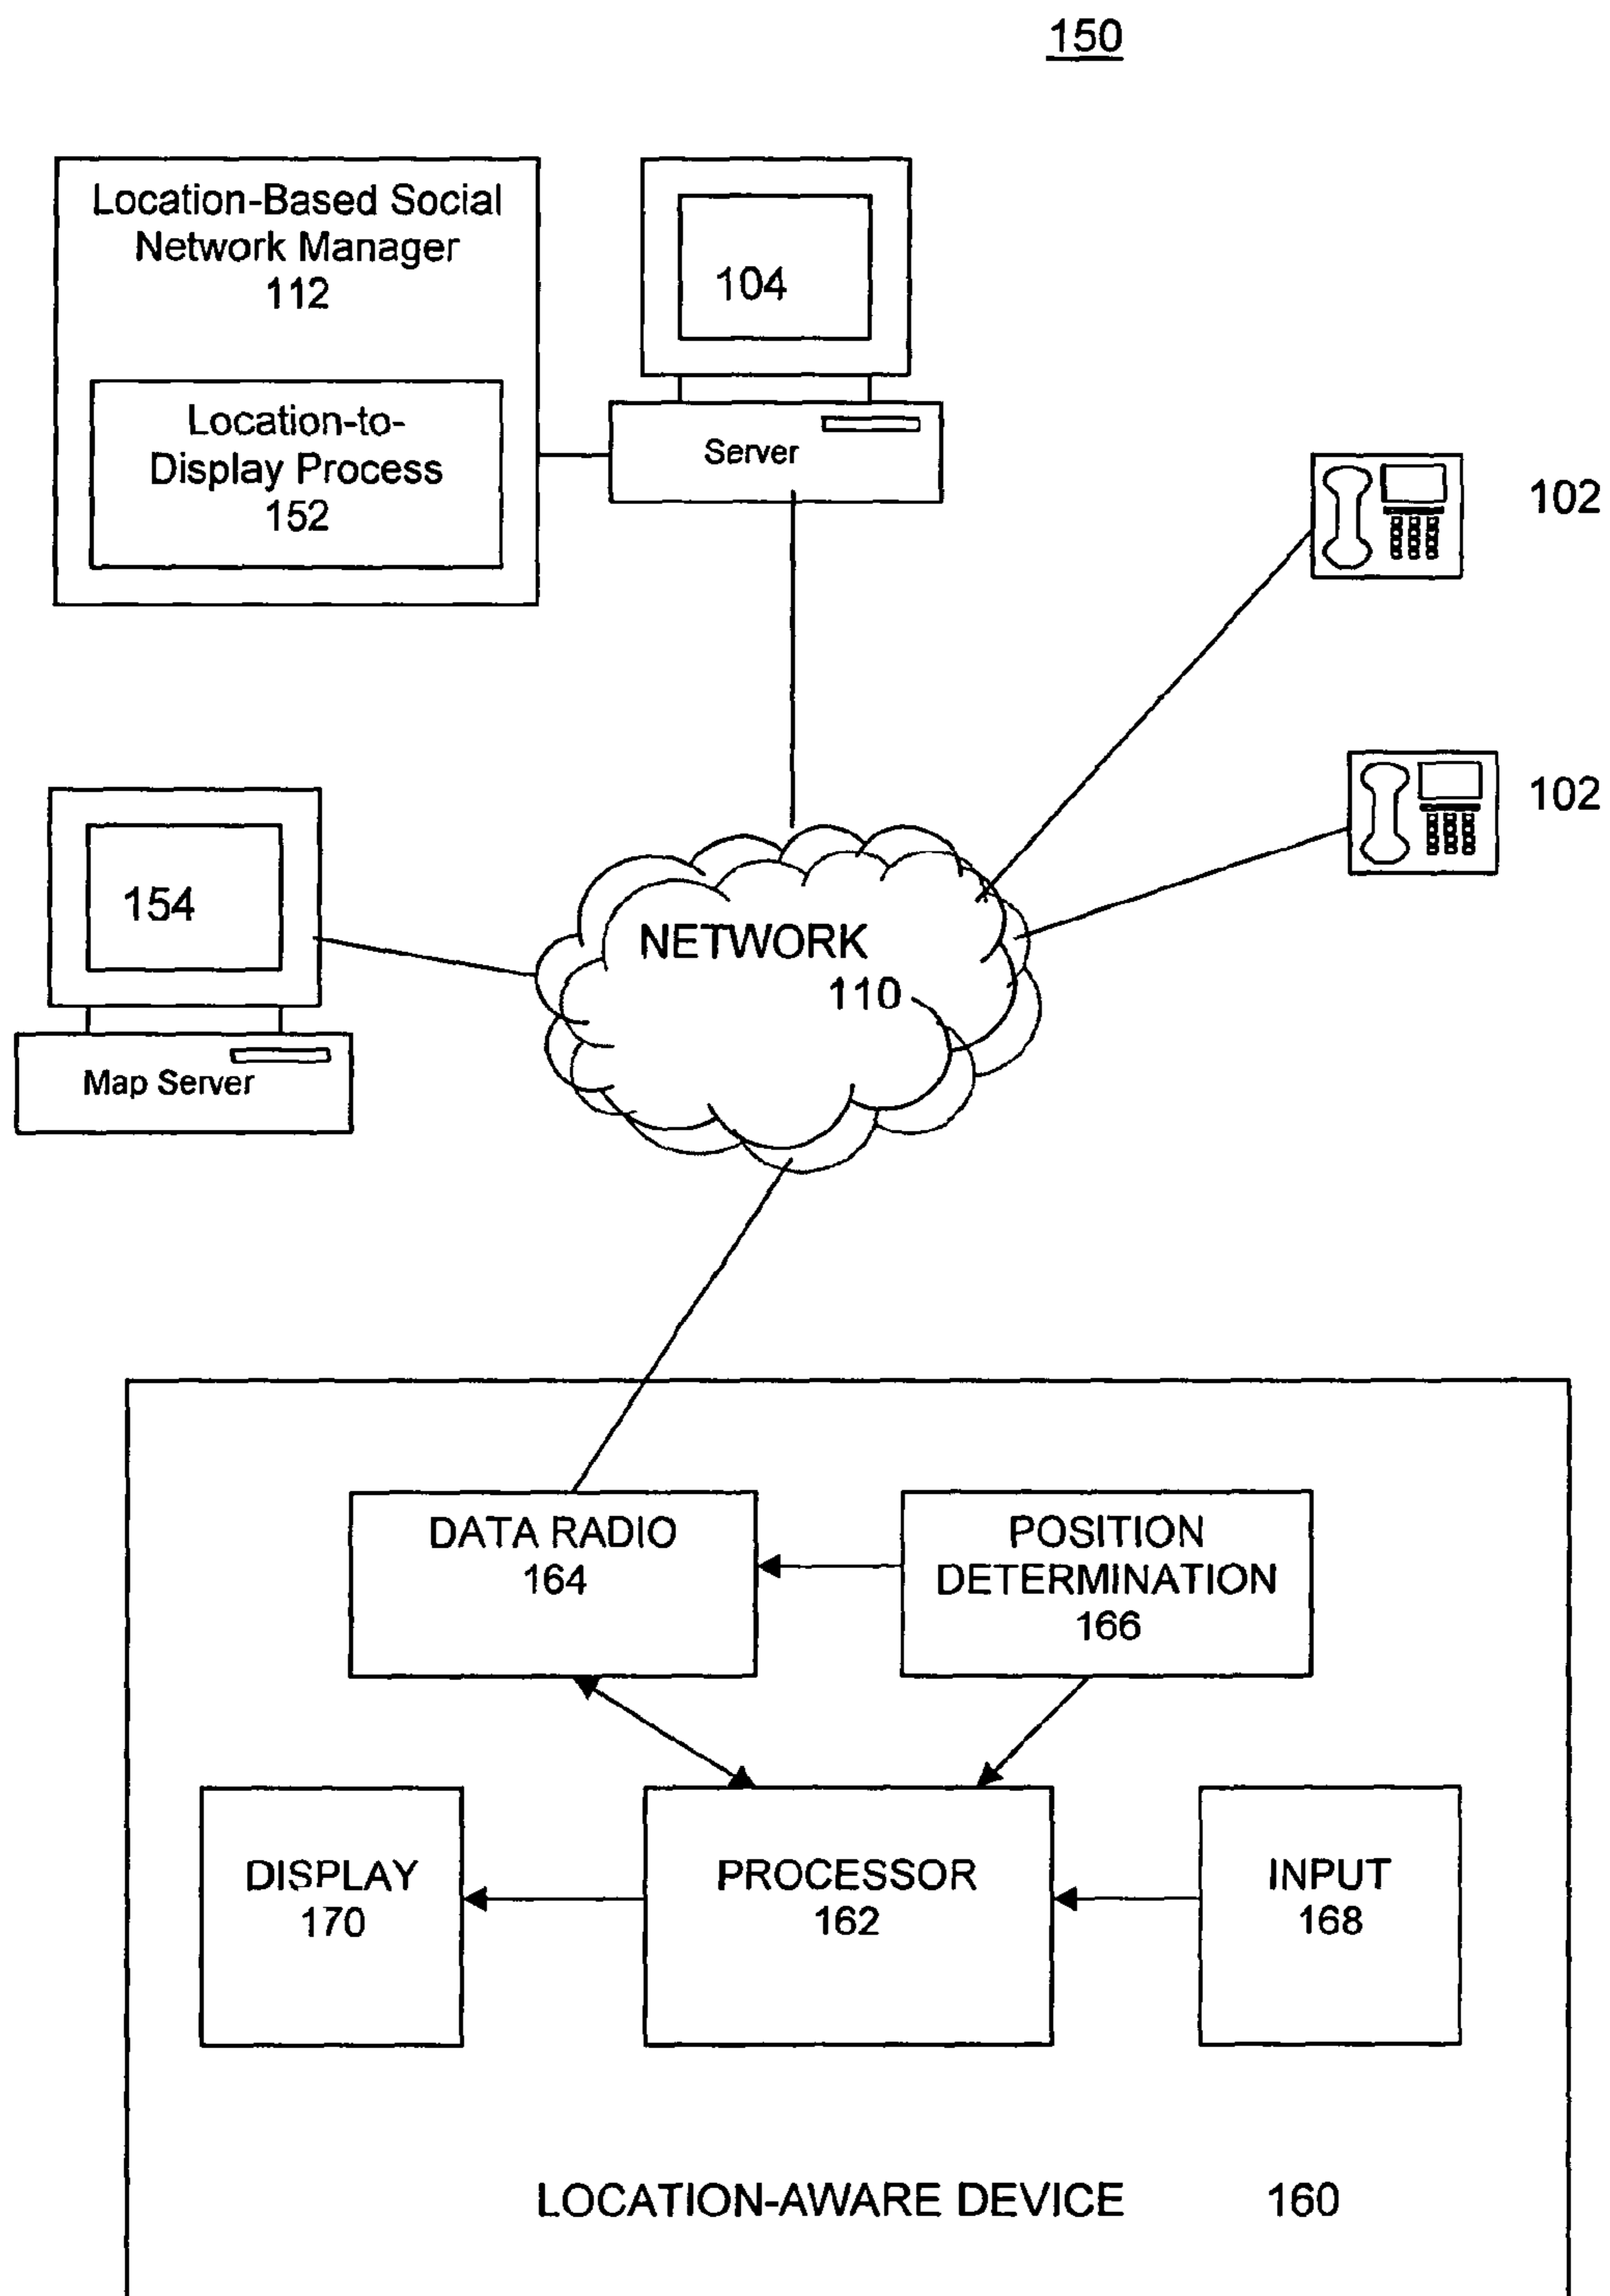 150
Location-Based Social
Network Manager
112
Location-to-
Display Process
152
104
Server
102
102
154
Map Server
NETWORK
110
DATA RADIO
164
POSITION
DETERMINATION
166
DISPLAY
170
PROCESSOR
162
INPUT
168
LOCATION-AWARE DEVICE 160